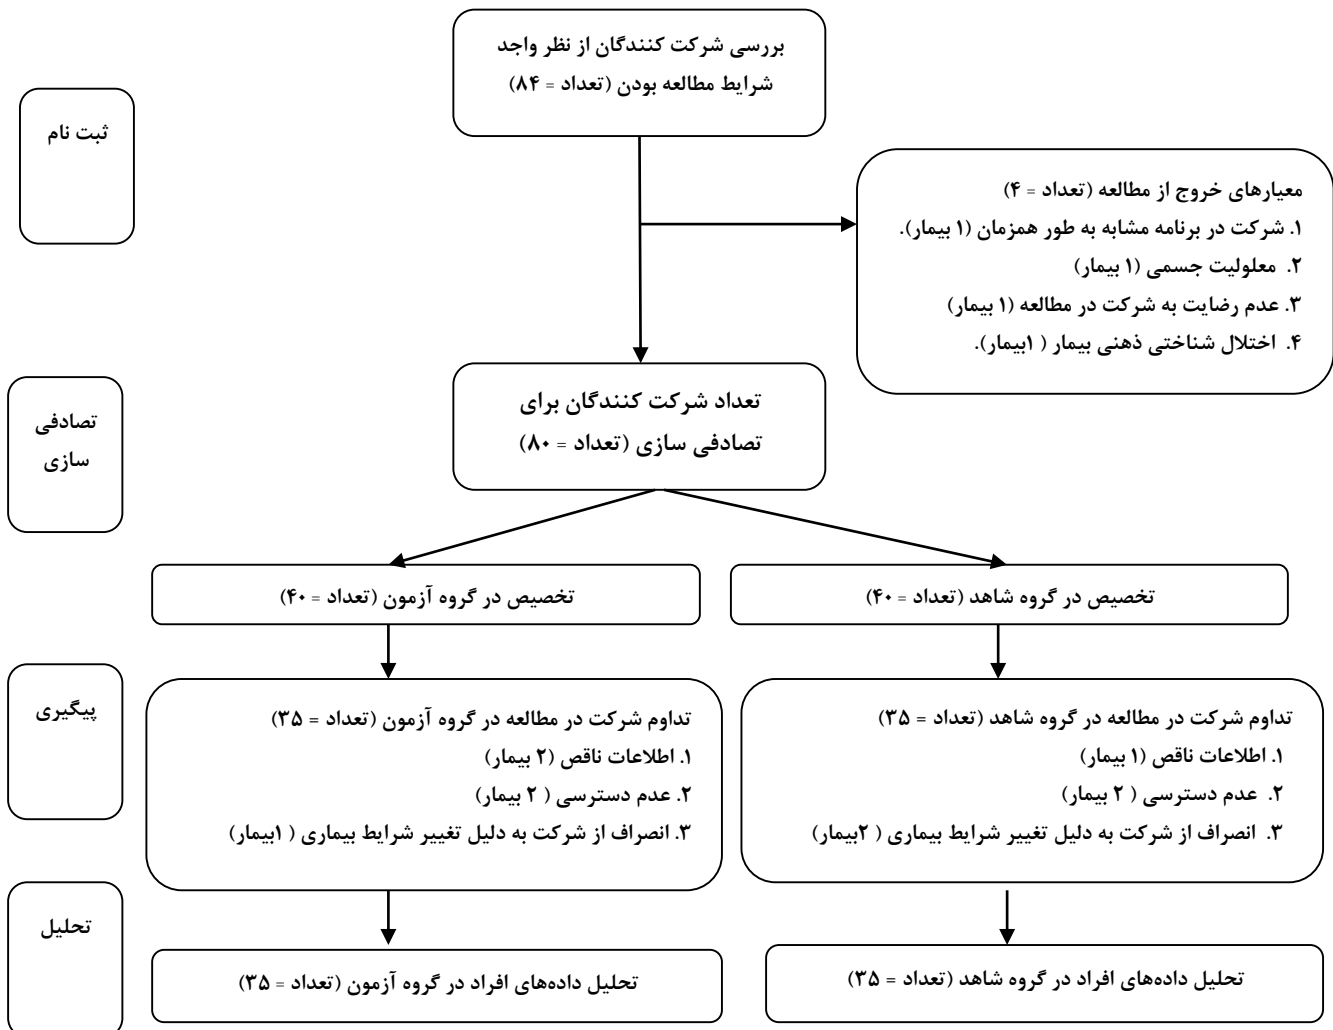 بررسی شرکت کنندگان از نظر واجد
شرایط مطالعه بودن (تعداد = ۸۴)
ثبت نام
معیارهای خروج از مطالعه (تعداد = ۴)
۱. شرکت در برنامه مشابه به طور همزمان (۱ بیمار).
۲. معلولیت جسمی (۱ بیمار)
۳. عدم رضایت به شرکت در مطالعه (۱ بیمار)
۴. اختلال شناختی ذهنی بیمار ( ۱بیمار).
تعداد شرکت کنندگان برای
تصادفی سازی (تعداد = ۸۰)
تصادفی
سازی
تخصیص در گروه شاهد (تعداد = ۴۰)
تخصیص در گروه آزمون (تعداد = ۴۰)
پیگیری
تداوم شرکت در مطالعه در گروه شاهد (تعداد = ۳۵)
۱. اطلاعات ناقص (۱ بیمار)
۲. عدم دسترسی ( ۲ بیمار)
۳. انصراف از شرکت به دلیل تغییر شرایط بیماری ( ۲بیمار)
تداوم شرکت در مطالعه در گروه آزمون (تعداد = ۳۵)
۱. اطلاعات ناقص (۲ بیمار)
۲. عدم دسترسی ( ۲ بیمار)
۳. انصراف از شرکت به دلیل تغییر شرایط بیماری ( ۱بیمار)
تحلیل
تحلیل داده‌های افراد در گروه شاهد (تعداد = ۳۵)
تحلیل داده‌های افراد در گروه آزمون (تعداد = ۳۵)